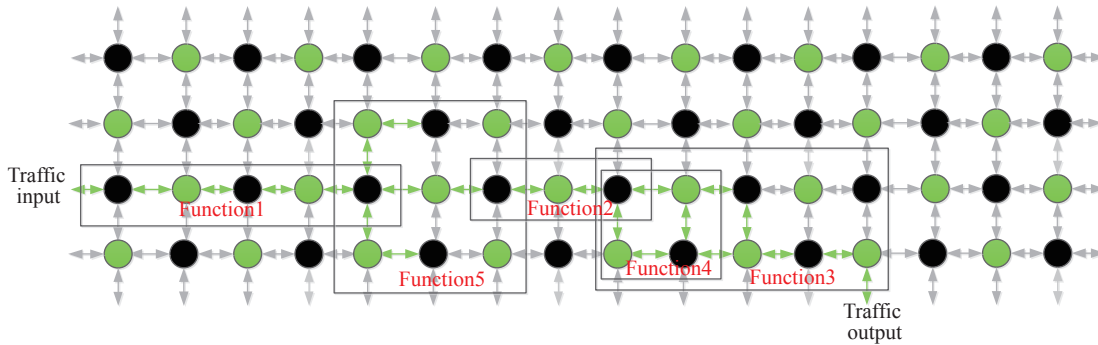 Traffic
input
Function1
Function2
Function5
Function4
Function3
Traffic
output